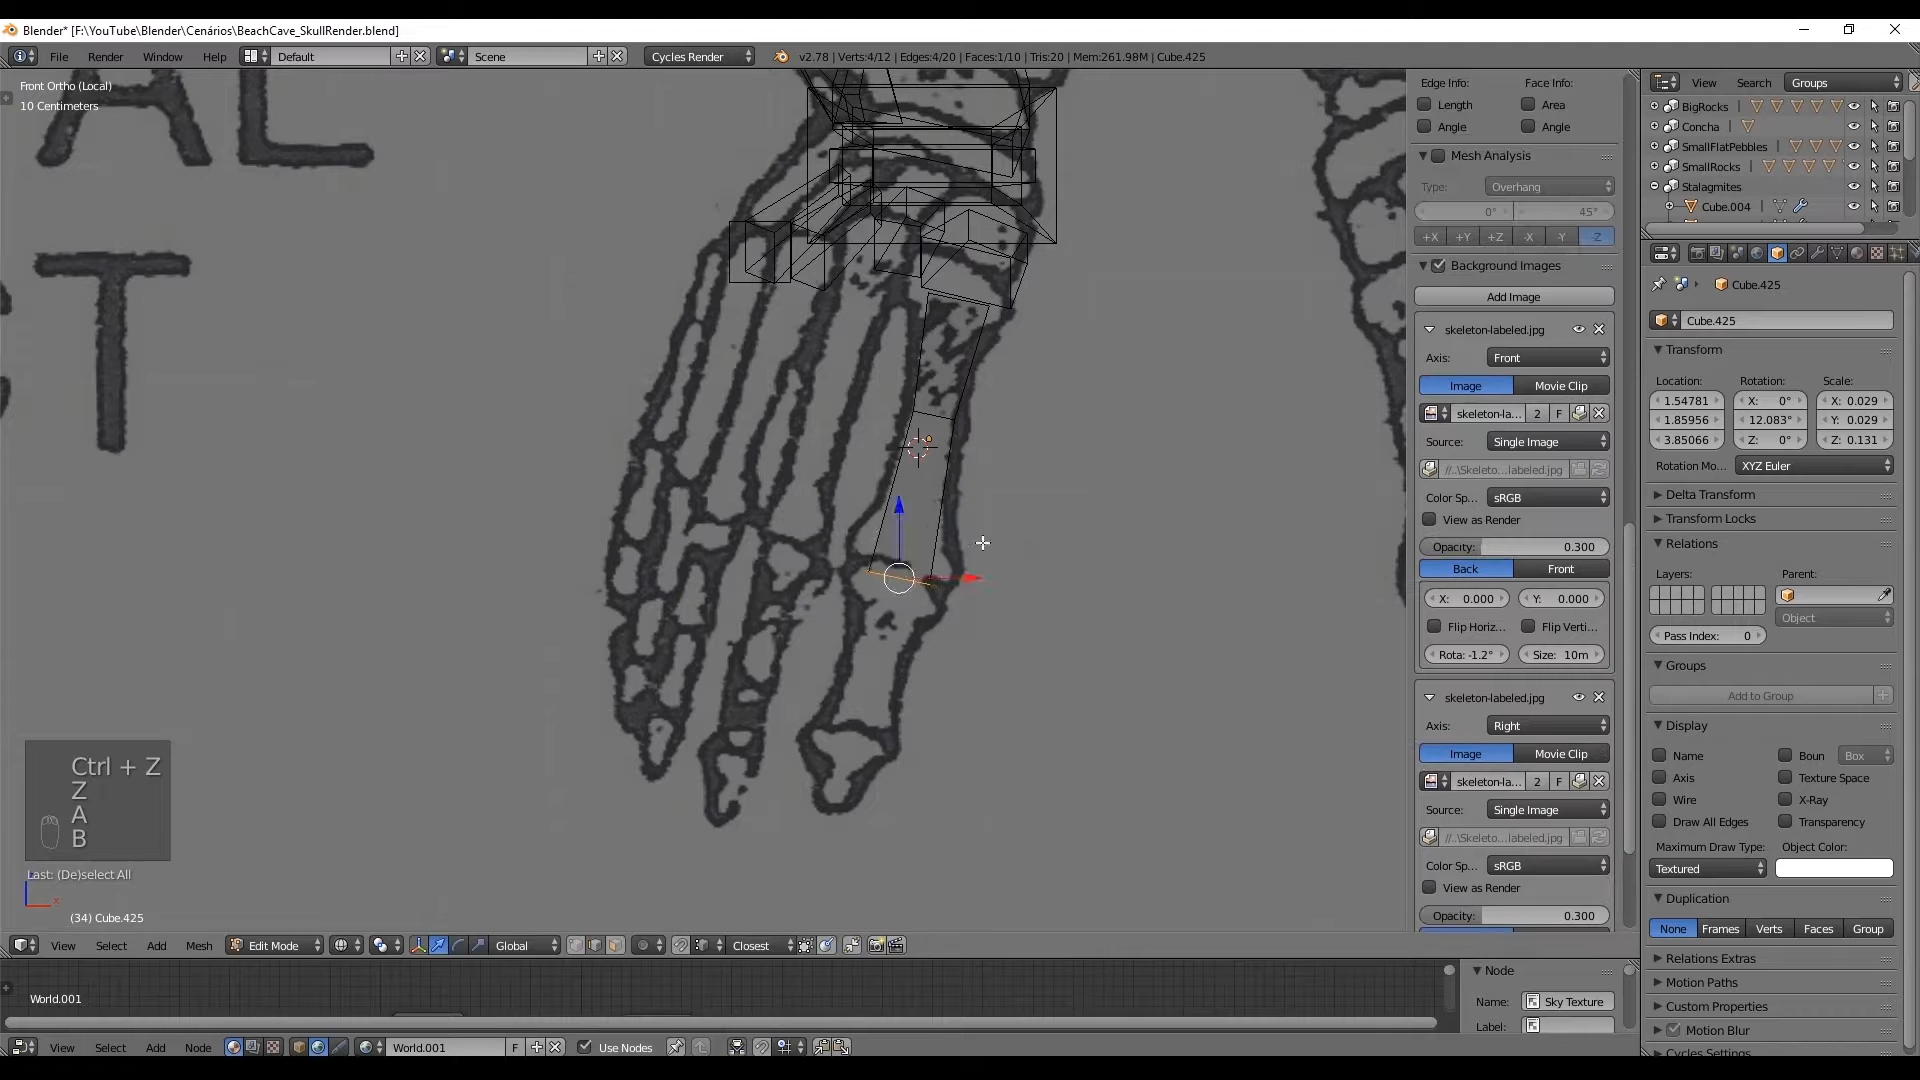 Blender* [F:\YouTube\Blender\Cenários\BeachCave_SkullRender.blend]
File Render Window Help Default Scene Cycles Render v2.78 | Verts:4/12 | Edges:4/20 | Faces:1/10 | Tris:20 | Mem:261.98M | Cube.425
Front Ortho (Local)
10 Centimeters
AL
T
Ctrl + Z
Z
A
B
Last: (De)select All
x
(34) Cube.425
View Select Add Mesh Edit Mode Global Closest
World.001
View Select Add Node World.001 F Use Nodes
Edge Info: Face Info:
Length Area
Angle Angle
Mesh Analysis
Type: Overhang
0° 45°
+X +Y +Z -X -Y -Z
Background Images
Add Image
skeleton-labeled.jpg
Axis: Front
Image Movie Clip
skeleton-la... 2 F
Source: Single Image
//..\Skeleto...labeled.jpg
Color Sp... sRGB
View as Render
Opacity: 0.300
Back Front
X: 0.000 Y: 0.000
Flip Horiz... Flip Verti...
Rota: -1.2° Size: 10m
skeleton-labeled.jpg
Axis: Right
Image Movie Clip
skeleton-la... 2 F
Source: Single Image
//..\Skeleto...labeled.jpg
Color Sp... sRGB
View as Render
Opacity: 0.300
Node
Name: Sky Texture
Label:
View Search Groups
BigRocks
Concha
SmallFlatPebbles
SmallRocks
Stalagmites
Cube.004
Cube.425
Cube.425
Transform
Location: Rotation: Scale:
1.54781 X: 0° X: 0.029
1.85956 12.083° Y: 0.029
3.85066 Z: 0° Z: 0.131
Rotation Mo... XYZ Euler
Delta Transform
Transform Locks
Relations
Layers: Parent:
Object
Pass Index: 0
Groups
Add to Group
Display
Name Boun Box
Axis Texture Space
Wire X-Ray
Draw All Edges Transparency
Maximum Draw Type: Object Color:
Textured
Duplication
None Frames Verts Faces Group
Relations Extras
Motion Paths
Custom Properties
Motion Blur
Cycles Settings